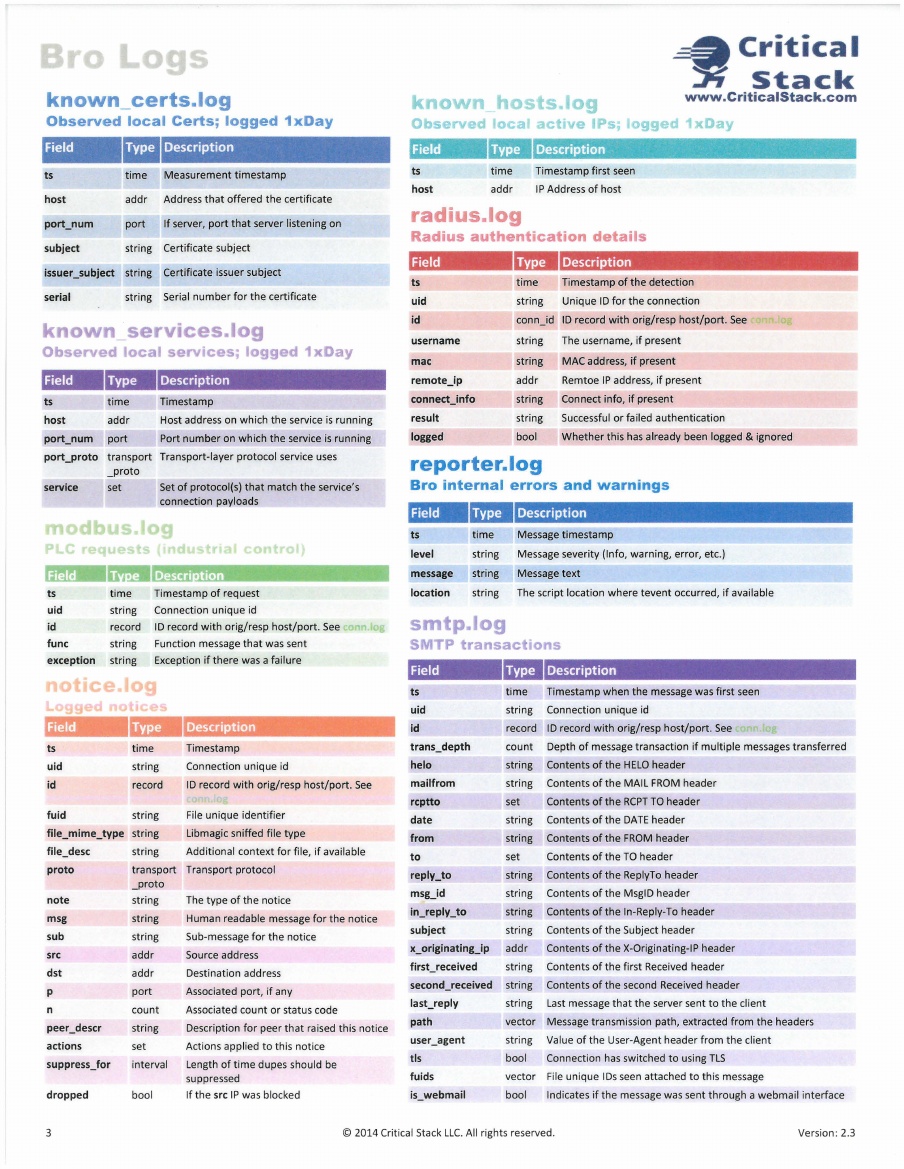 Bro Logs
Critical
Stack
www.CriticalStack.com
known_certs.log
Observed local Certs; logged 1xDay
Field Type Description
ts time Measurement timestamp
host addr Address that offered the certificate
port_num port If server, port that server listening on
subject string Certificate subject
issuer_subject string Certificate issuer subject
serial string Serial number for the certificate
known_services.log
Observed local services; logged 1xDay
Field Type Description
ts time Timestamp
host addr Host address on which the service is running
port_num port Port number on which the service is running
port_proto transport Transport-layer protocol service uses
_proto
service set Set of protocol(s) that match the service's
connection payloads
modbus.log
PLC requests (industrial control)
Field Type Description
ts time Timestamp of request
uid string Connection unique id
id record ID record with orig/resp host/port. See conn.log
func string Function message that was sent
exception string Exception if there was a failure
notice.log
Logged notices
Field Type Description
ts time Timestamp
uid string Connection unique id
id record ID record with orig/resp host/port. See
conn.log
fuid string File unique identifier
file_mime_type string Libmagic sniffed file type
file_desc string Additional context for file, if available
proto transport Transport protocol
_proto
note string The type of the notice
msg string Human readable message for the notice
sub string Sub-message for the notice
src addr Source address
dst addr Destination address
p port Associated port, if any
n count Associated count or status code
peer_descr string Description for peer that raised this notice
actions set Actions applied to this notice
suppress_for interval Length of time dupes should be
suppressed
dropped bool If the src IP was blocked
known_hosts.log
Observed local active IPs; logged 1xDay
Field Type Description
ts time Timestamp first seen
host addr IP Address of host
radius.log
Radius authentication details
Field Type Description
ts time Timestamp of the detection
uid string Unique ID for the connection
id conn_id ID record with orig/resp host/port. See conn.log
username string The username, if present
mac string MAC address, if present
remote_ip addr Remtoe IP address, if present
connect_info string Connect info, if present
result string Successful or failed authentication
logged bool Whether this has already been logged & ignored
reporter.log
Bro internal errors and warnings
Field Type Description
ts time Message timestamp
level string Message severity (Info, warning, error, etc.)
message string Message text
location string The script location where tevent occurred, if available
smtp.log
SMTP transactions
Field Type Description
ts time Timestamp when the message was first seen
uid string Connection unique id
id record ID record with orig/resp host/port. See conn.log
trans_depth count Depth of message transaction if multiple messages transferred
helo string Contents of the HELO header
mailfrom string Contents of the MAIL FROM header
rcptto set Contents of the RCPT TO header
date string Contents of the DATE header
from string Contents of the FROM header
to set Contents of the TO header
reply_to string Contents of the ReplyTo header
msg_id string Contents of the MsgID header
in_reply_to string Contents of the In-Reply-To header
subject string Contents of the Subject header
x_originating_ip addr Contents of the X-Originating-IP header
first_received string Contents of the first Received header
second_received string Contents of the second Received header
last_reply string Last message that the server sent to the client
path vector Message transmission path, extracted from the headers
user_agent string Value of the User-Agent header from the client
tls bool Connection has switched to using TLS
fuids vector File unique IDs seen attached to this message
is_webmail bool Indicates if the message was sent through a webmail interface
3
© 2014 Critical Stack LLC. All rights reserved.
Version: 2.3